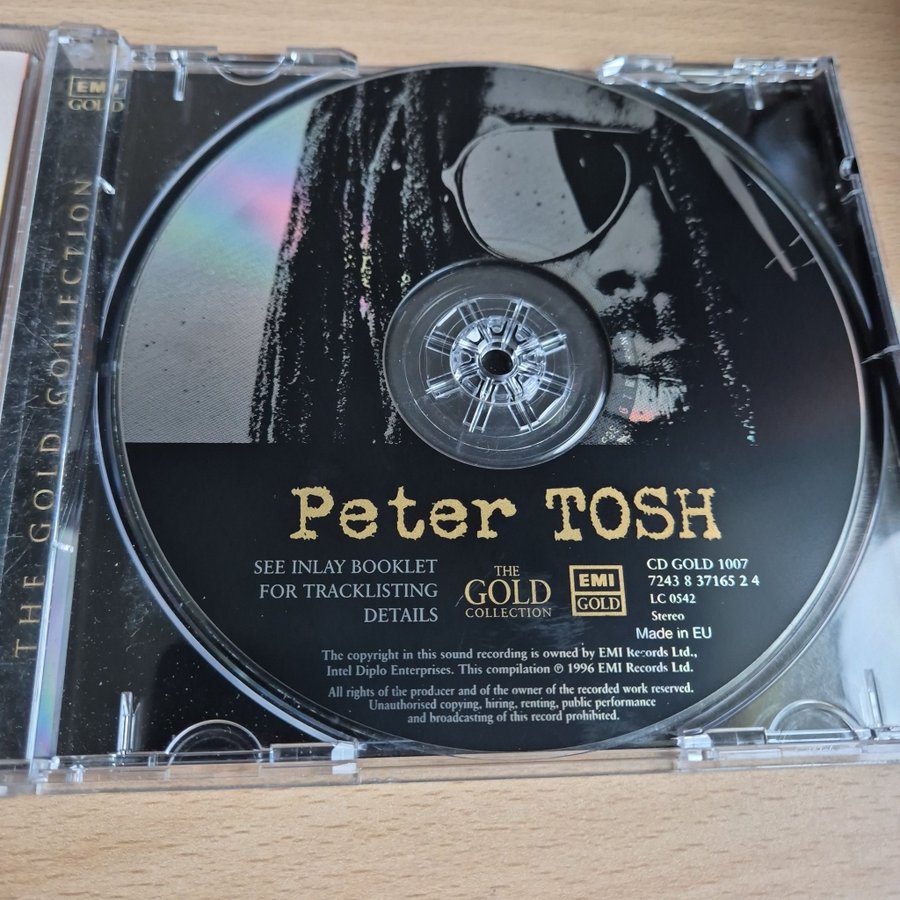 EMI
GOLD
THE GOLD COLLECTION
Peter TOSH
SEE INLAY BOOKLET
FOR TRACKLISTING
DETAILS
THE
GOLD
COLLECTION
EMI
GOLD
CD GOLD 1007
7243 8 37165 2 4
LC 0542
Stereo
Made in EU
The copyright in this sound recording is owned by EMI Records Ltd.,
Intel Diplo Enterprises. This compilation ℗ 1996 EMI Records Ltd.
All rights of the producer and of the owner of the recorded work reserved.
Unauthorised copying, hiring, renting, public performance
and broadcasting of this record prohibited.